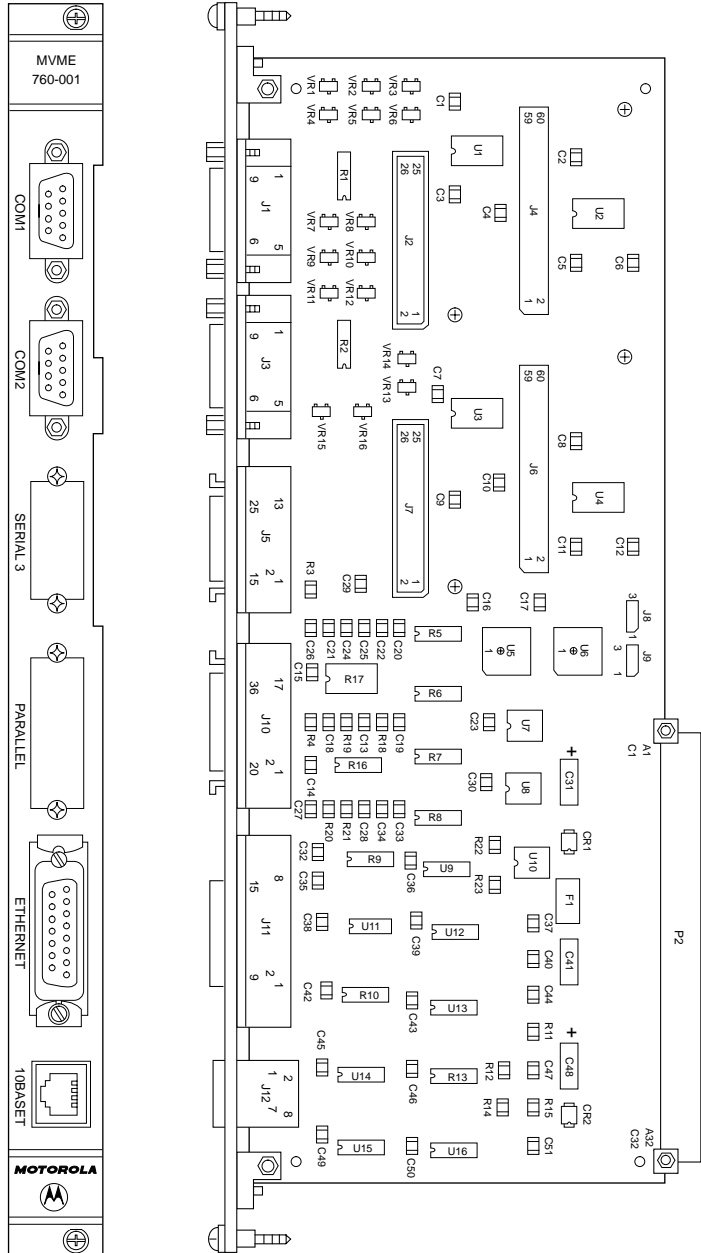 MVME
760-001
COM1
COM2
SERIAL 3
PARALLEL
ETHERNET
10BASET
MOTOROLA
VR1
VR2
VR3
VR4
VR5
VR6
C1
U1
59
60
C2
J4
U2
C3
C4
C5
C6
1
2
1
9
J1
6
5
R1
26
25
J2
2
1
VR7
VR8
VR9
VR10
VR11
VR12
1
9
J3
6
5
R2
VR14
VR13
C7
VR15
VR16
U3
59
60
J6
1
2
C8
U4
C9
C10
C11
C12
26
25
J7
2
1
13
25
J5
2
1
15
R3
C29
C16
C17
3
J8
1
3
J9
1
C26
C21
C24
C25
C22
C20
R5
U5
1
U6
1
C15
R17
R6
17
36
J10
2
1
20
R4
C18
R19
C13
R18
C19
C23
U7
A1
C1
C14
R16
R7
C30
U8
+
C31
C27
R20
R21
C28
C34
C33
R8
C32
C35
R9
C36
U9
R22
R23
U10
CR1
F1
P2
8
15
J11
2
1
9
C38
U11
C39
U12
C37
C40
C41
C42
R10
C43
U13
C44
R11
+
C45
U14
C46
R13
R12
C47
C48
2
1
J12
8
7
R14
R15
CR2
A32
C32
C49
U15
C50
U16
C51